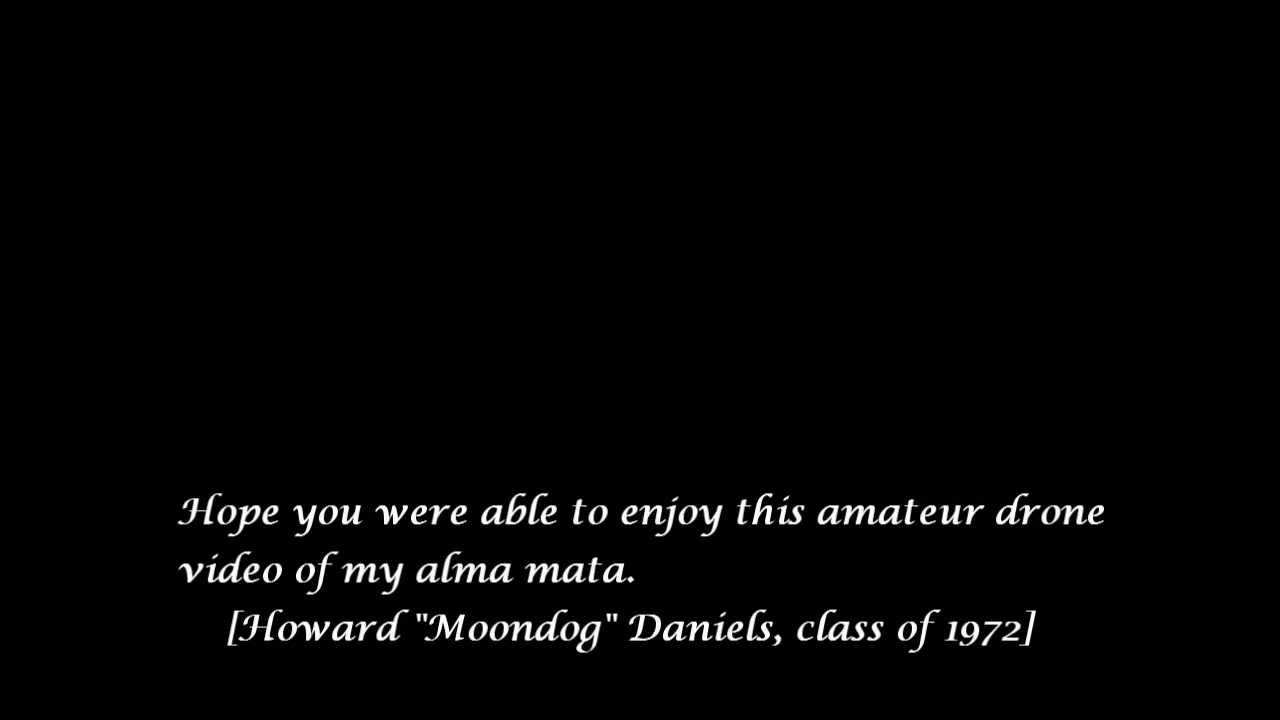 Hope you were able to enjoy this amateur drone
video of my alma mata.
[Howard "Moondog" Daniels, class of 1972]